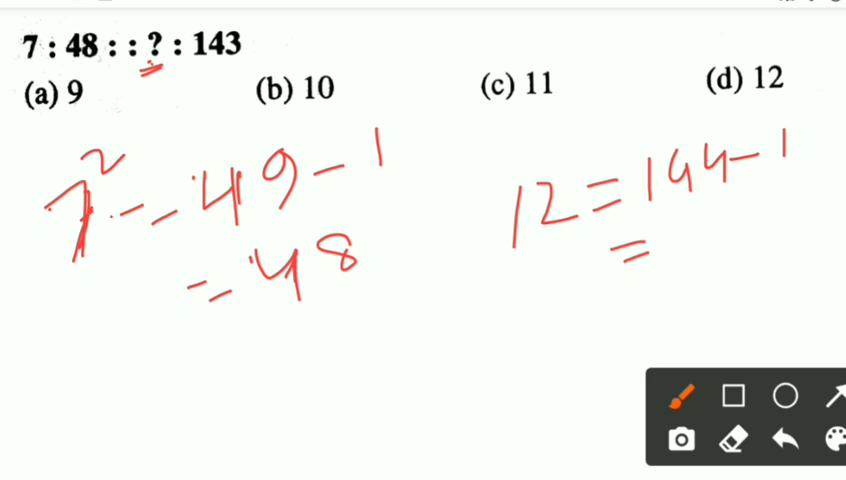 7 : 48 : : ? : 143
(a) 9 (b) 10 (c) 11 (d) 12
7² = 49 - 1
= 48
12 = 144 - 1
=